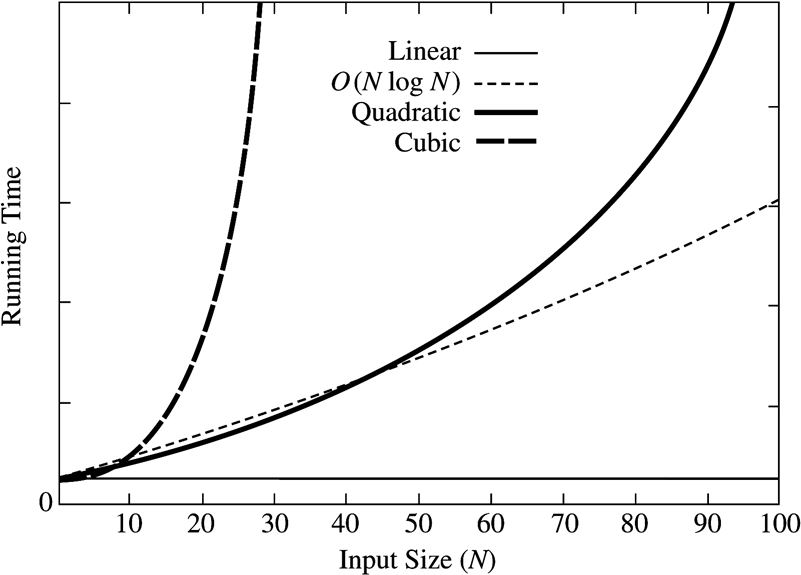 Linear
O(N log N)
Quadratic
Cubic
Running Time
0
10 20 30 40 50 60 70 80 90 100
Input Size (N)